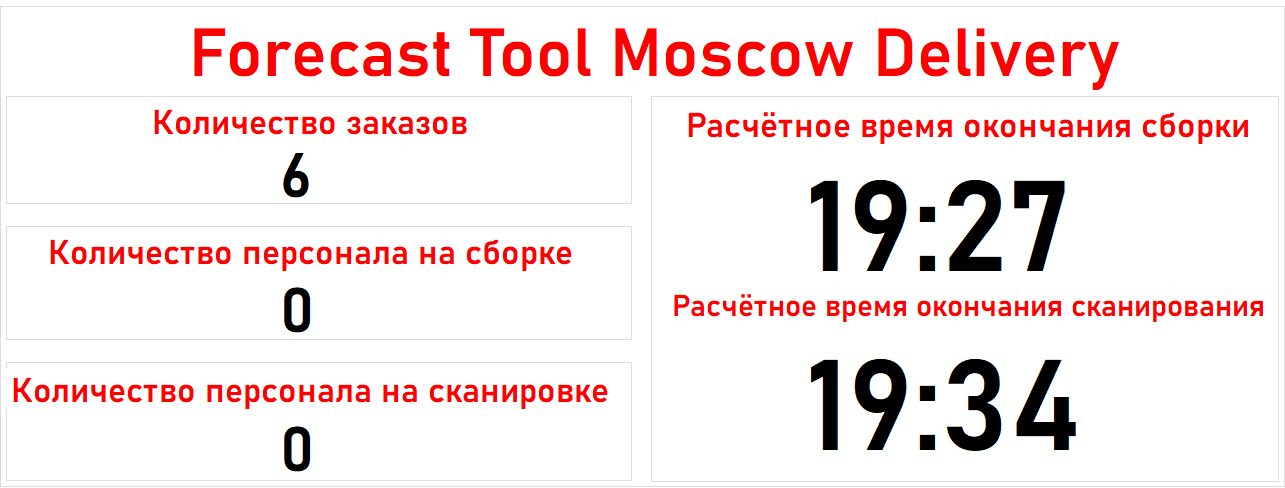 Forecast Tool Moscow Delivery
Количество заказов
6
Количество персонала на сборке
0
Количество персонала на сканировке
0
Расчётное время окончания сборки
19:27
Расчётное время окончания сканирования
19:34